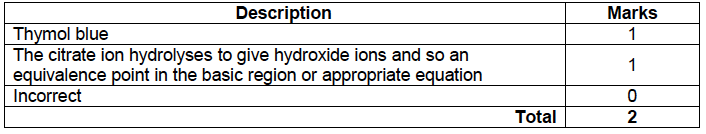 Description Marks
Thymol blue 1
The citrate ion hydrolyses to give hydroxide ions and so an
equivalence point in the basic region or appropriate equation 1
Incorrect 0
Total 2